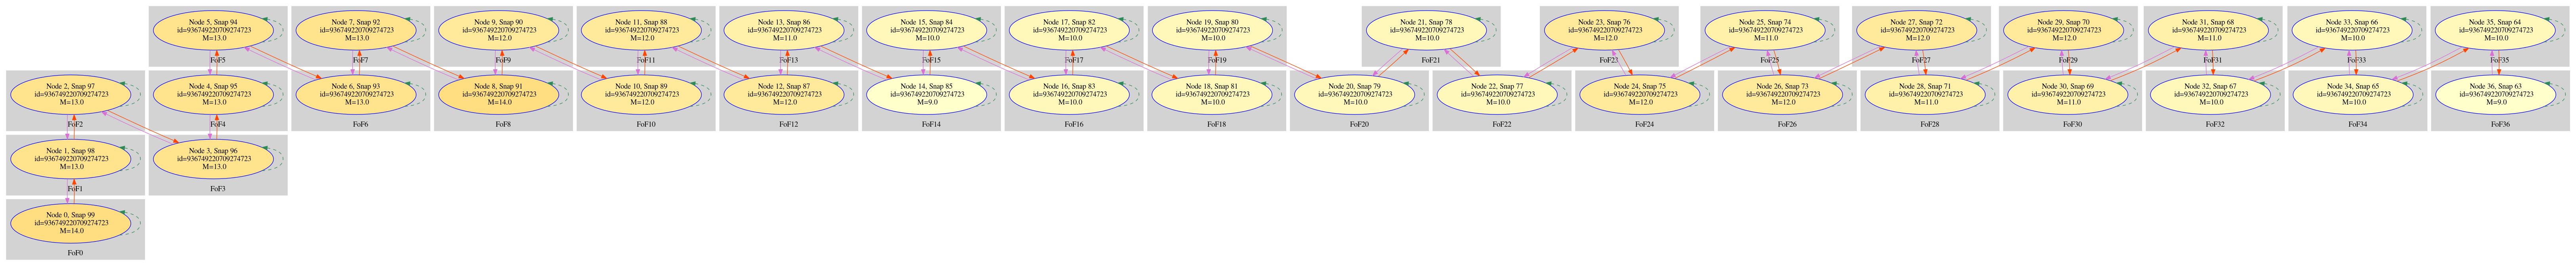 Node 5, Snap 94
id=936749220709274723
M=13.0
FoF5
Node 7, Snap 92
id=936749220709274723
M=13.0
FoF7
Node 9, Snap 90
id=936749220709274723
M=12.0
FoF9
Node 11, Snap 88
id=936749220709274723
M=12.0
FoF11
Node 13, Snap 86
id=936749220709274723
M=11.0
FoF13
Node 15, Snap 84
id=936749220709274723
M=10.0
FoF15
Node 17, Snap 82
id=936749220709274723
M=10.0
FoF17
Node 19, Snap 80
id=936749220709274723
M=10.0
FoF19
Node 21, Snap 78
id=936749220709274723
M=10.0
FoF21
Node 23, Snap 76
id=936749220709274723
M=12.0
FoF23
Node 25, Snap 74
id=936749220709274723
M=11.0
FoF25
Node 27, Snap 72
id=936749220709274723
M=12.0
FoF27
Node 29, Snap 70
id=936749220709274723
M=12.0
FoF29
Node 31, Snap 68
id=936749220709274723
M=11.0
FoF31
Node 33, Snap 66
id=936749220709274723
M=10.0
FoF33
Node 35, Snap 64
id=936749220709274723
M=10.0
FoF35
Node 2, Snap 97
id=936749220709274723
M=13.0
FoF2
Node 4, Snap 95
id=936749220709274723
M=13.0
FoF4
Node 6, Snap 93
id=936749220709274723
M=13.0
FoF6
Node 8, Snap 91
id=936749220709274723
M=14.0
FoF8
Node 10, Snap 89
id=936749220709274723
M=12.0
FoF10
Node 12, Snap 87
id=936749220709274723
M=12.0
FoF12
Node 14, Snap 85
id=936749220709274723
M=9.0
FoF14
Node 16, Snap 83
id=936749220709274723
M=10.0
FoF16
Node 18, Snap 81
id=936749220709274723
M=10.0
FoF18
Node 20, Snap 79
id=936749220709274723
M=10.0
FoF20
Node 22, Snap 77
id=936749220709274723
M=10.0
FoF22
Node 24, Snap 75
id=936749220709274723
M=12.0
FoF24
Node 26, Snap 73
id=936749220709274723
M=12.0
FoF26
Node 28, Snap 71
id=936749220709274723
M=11.0
FoF28
Node 30, Snap 69
id=936749220709274723
M=11.0
FoF30
Node 32, Snap 67
id=936749220709274723
M=10.0
FoF32
Node 34, Snap 65
id=936749220709274723
M=10.0
FoF34
Node 36, Snap 63
id=936749220709274723
M=9.0
FoF36
Node 1, Snap 98
id=936749220709274723
M=13.0
FoF1
Node 3, Snap 96
id=936749220709274723
M=13.0
FoF3
Node 0, Snap 99
id=936749220709274723
M=14.0
FoF0